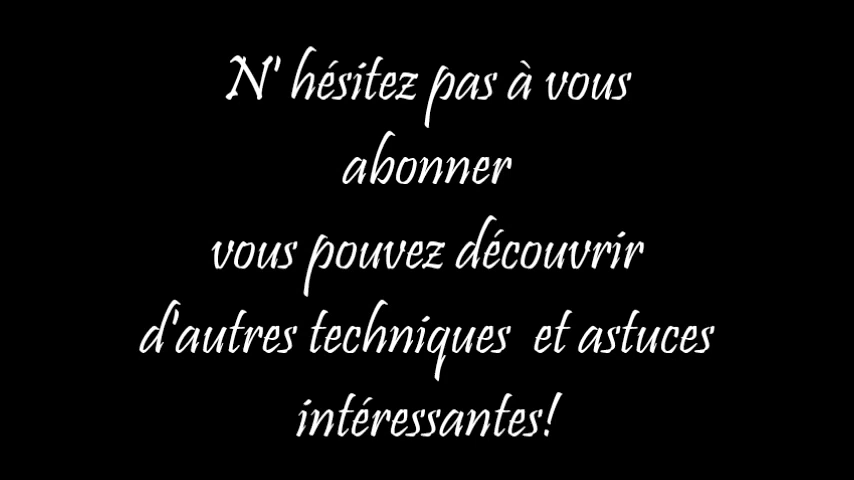 N' hésitez pas à vous
abonner
vous pouvez découvrir
d'autres techniques  et astuces
intéressantes!